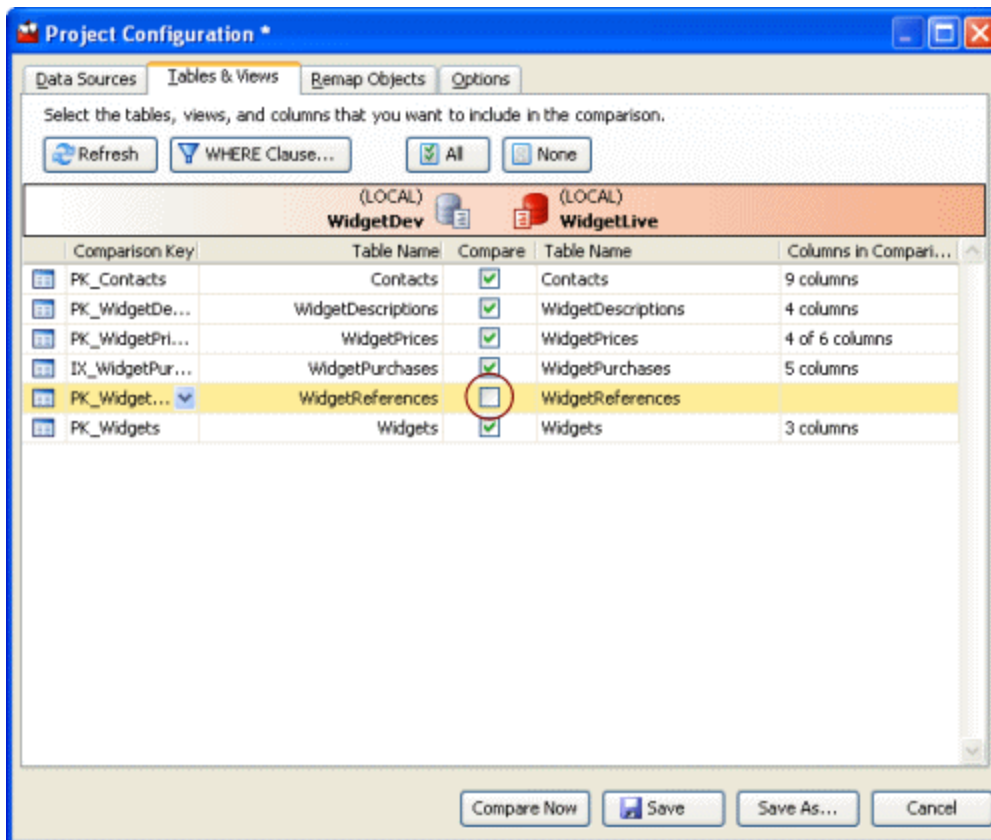 Project Configuration *
Data Sources Tables & Views Remap Objects Options
Select the tables, views, and columns that you want to include in the comparison.
Refresh WHERE Clause... All None
(LOCAL) (LOCAL)
WidgetDev WidgetLive
Comparison Key Table Name Compare Table Name Columns in Compari...
PK_Contacts Contacts Contacts 9 columns
PK_WidgetDe... WidgetDescriptions WidgetDescriptions 4 columns
PK_WidgetPri... WidgetPrices WidgetPrices 4 of 6 columns
IX_WidgetPur... WidgetPurchases WidgetPurchases 5 columns
PK_Widget... WidgetReferences WidgetReferences
PK_Widgets Widgets Widgets 3 columns
Compare Now Save Save As... Cancel